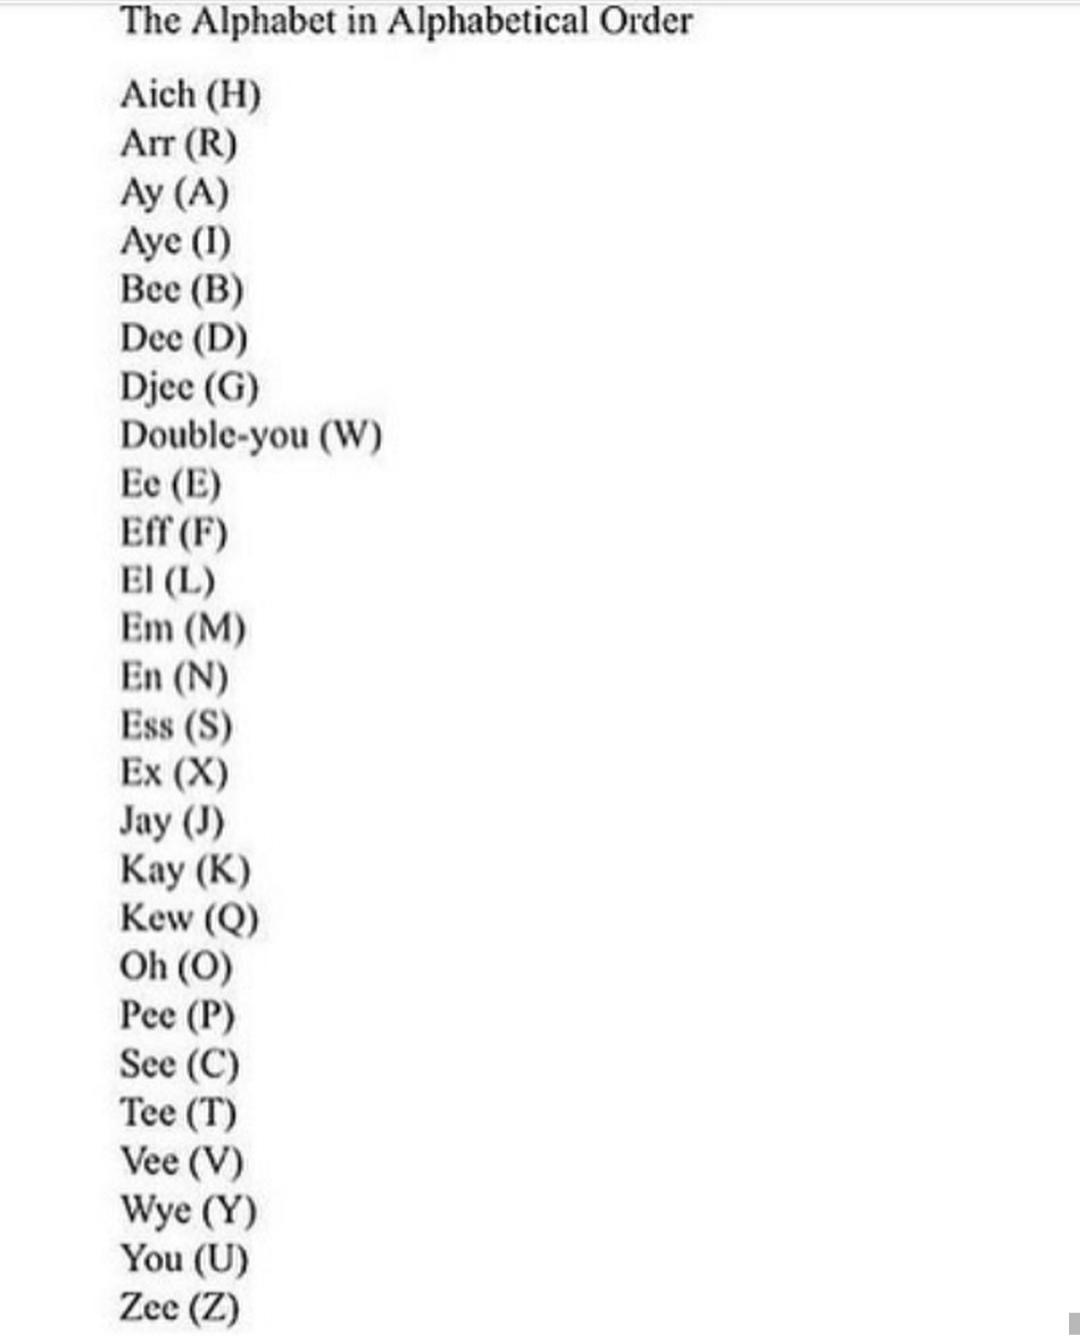 The Alphabet in Alphabetical Order
Aich (H)
Arr (R)
Ay (A)
Aye (I)
Bee (B)
Dee (D)
Djee (G)
Double-you (W)
Ee (E)
Eff (F)
El (L)
Em (M)
En (N)
Ess (S)
Ex (X)
Jay (J)
Kay (K)
Kew (Q)
Oh (O)
Pee (P)
See (C)
Tee (T)
Vee (V)
Wye (Y)
You (U)
Zee (Z)